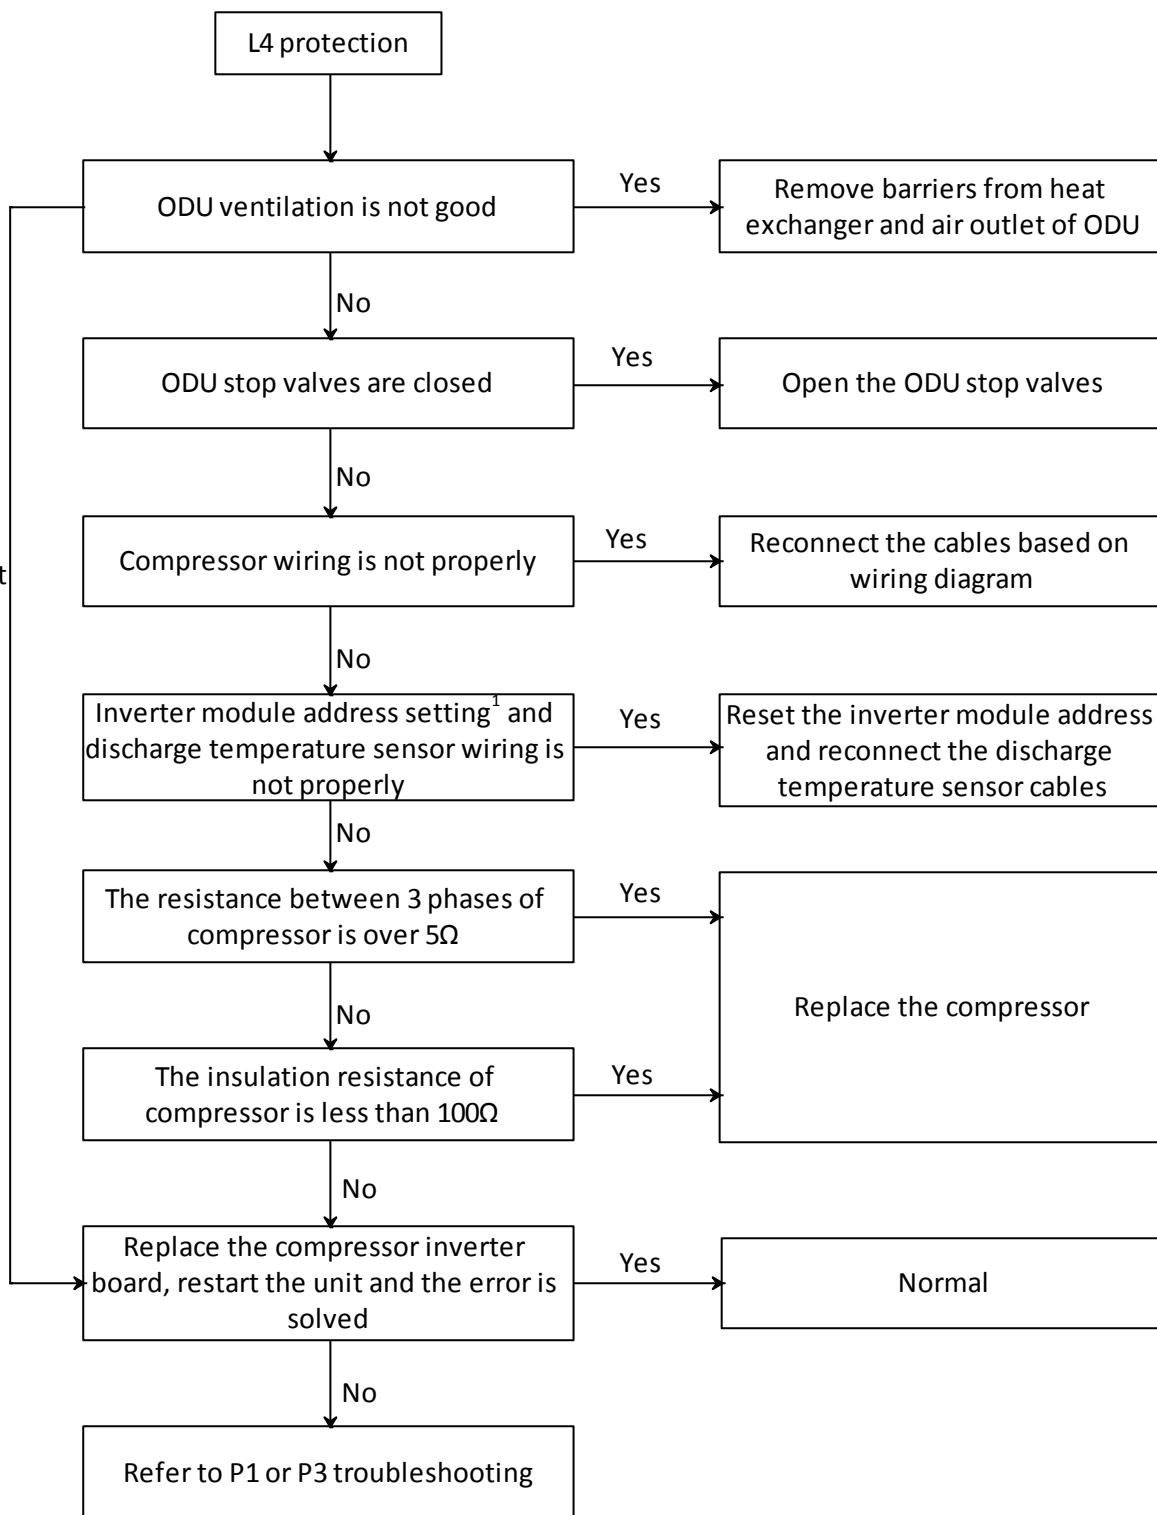 L4 protection
ODU ventilation is not good
Yes
Remove barriers from heat
exchanger and air outlet of ODU
No
ODU stop valves are closed
Yes
Open the ODU stop valves
No
Compressor wiring is not properly
Yes
Reconnect the cables based on
wiring diagram
t
No
Inverter module address setting¹ and
discharge temperature sensor wiring is
not properly
Yes
Reset the inverter module address
and reconnect the discharge
temperature sensor cables
No
The resistance between 3 phases of
compressor is over 5Ω
Yes
Replace the compressor
No
The insulation resistance of
compressor is less than 100Ω
Yes
No
Replace the compressor inverter
board, restart the unit and the error is
solved
Yes
Normal
No
Refer to P1 or P3 troubleshooting